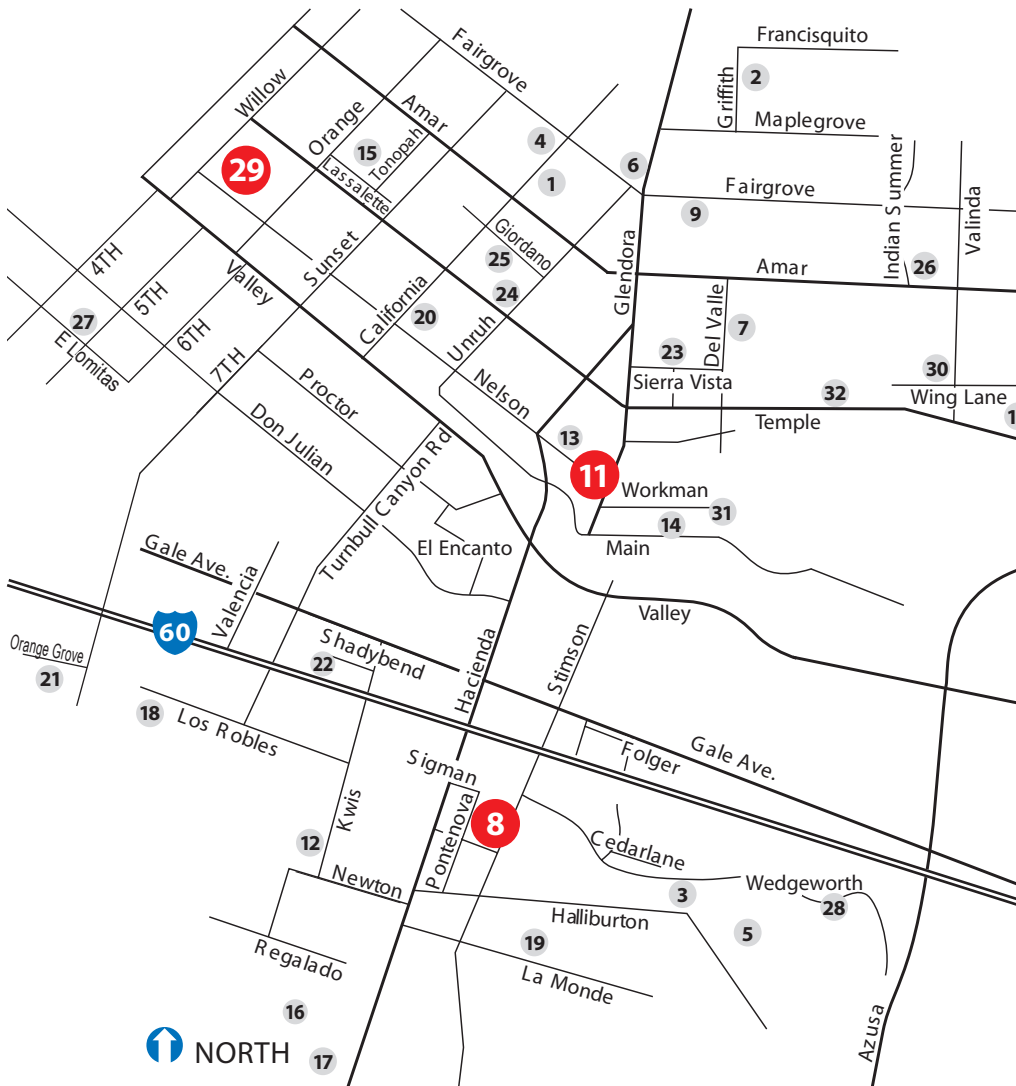 Francisquito
Fairgrove
2
Griffith
Willow
Amar
Orange
Maplegrove
4
15
Tonopah
6
29
Lassalette
1
Fairgrove
9
Indian Summer
Valinda
Giordano
4TH
Sunset
25
Glendora
Amar
26
Valley
5TH
24
California
20
Del Valle
7
27
6TH
Unruh
E Lomitas
23
7TH
Nelson
Sierra Vista
30
Proctor
32
Wing Lane
Don Julian
Temple
1
13
Turnbull Canyon Rd
11
Workman
31
14
El Encanto
Main
Gale Ave.
Valencia
Valley
60
Orange Grove
Shadybend
22
Hacienda
Stimson
21
18
Los Robles
Folger
Gale Ave.
Sigman
Kwis
Pontenova
8
12
Cedarlane
Newton
Wedgeworth
3
28
Halliburton
5
19
Regalado
La Monde
16
Azusa
NORTH
17